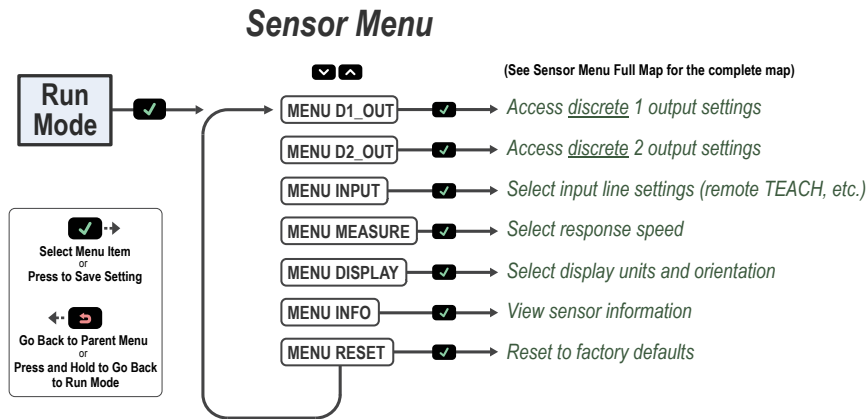 Sensor Menu
(See Sensor Menu Full Map for the complete map)
Run
Mode
MENU D1_OUT
Access discrete 1 output settings
MENU D2_OUT
Access discrete 2 output settings
MENU INPUT
Select input line settings (remote TEACH, etc.)
MENU MEASURE
Select response speed
MENU DISPLAY
Select display units and orientation
MENU INFO
View sensor information
MENU RESET
Reset to factory defaults
Select Menu Item
or
Press to Save Setting
Go Back to Parent Menu
or
Press and Hold to Go Back
to Run Mode